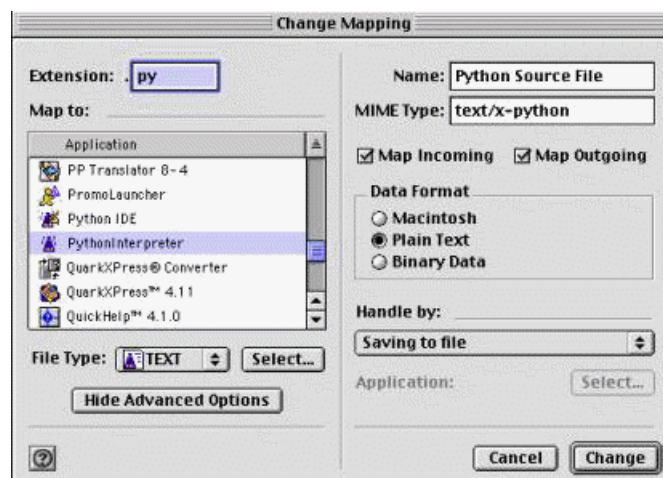 Change Mapping
Extension: .py
Map to:
Application
PP Translator 8-4
PromoLauncher
Python IDE
PythonInterpreter
QuarkXPress® Converter
QuarkXPress™ 4.11
QuickHelp™ 4.1.0
File Type: TEXT Select...
Hide Advanced Options
?
Name: Python Source File
MIME Type: text/x-python
Map Incoming Map Outgoing
Data Format
Macintosh
Plain Text
Binary Data
Handle by:
Saving to file
Application: Select...
Cancel Change